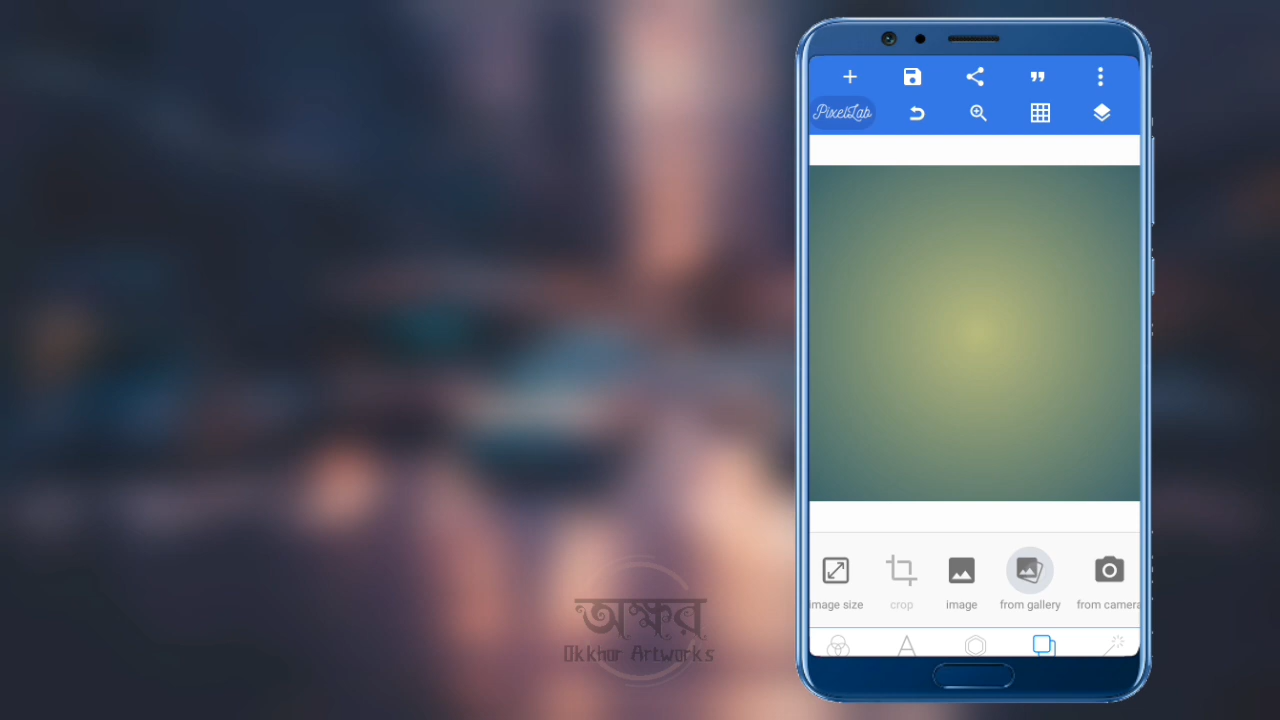 PixelLab
image size
crop
image
from gallery
from camera
অক্ষর
Okkhor Artworks